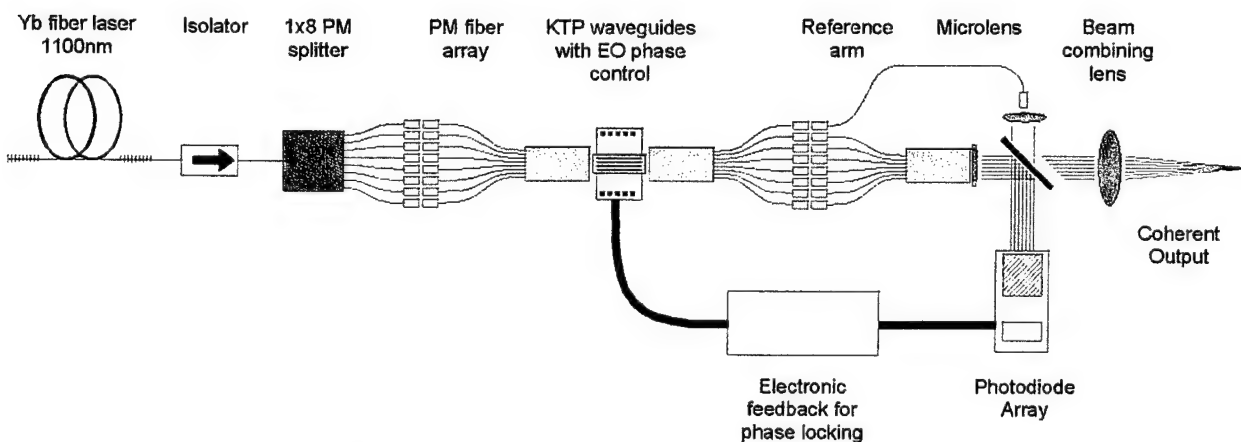 Yb fiber laser
1100nm
Isolator
1x8 PM
splitter
PM fiber
array
KTP waveguides
with EO phase
control
Reference
arm
Microlens
Beam
combining
lens
Coherent
Output
Electronic
feedback for
phase locking
Photodiode
Array